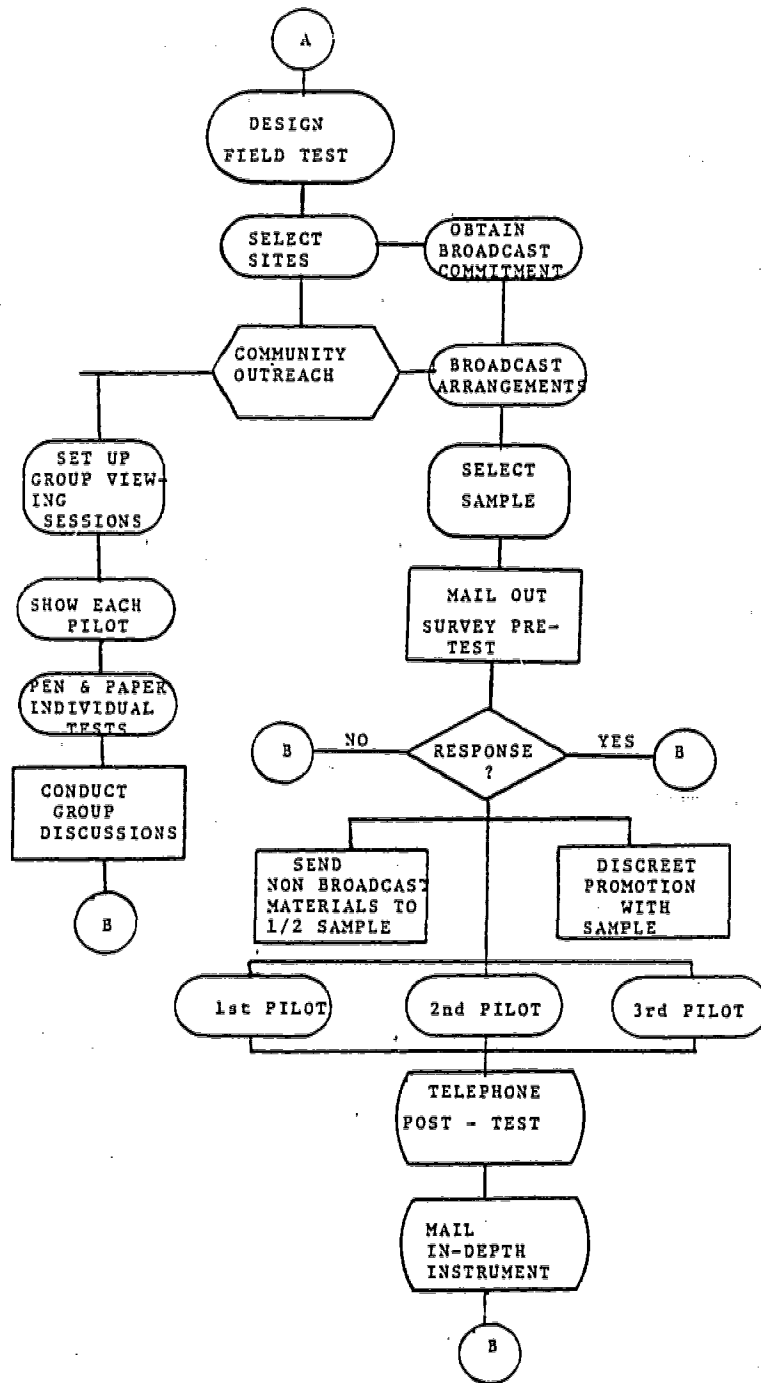 A
DESIGN
FIELD TEST
SELECT
SITES
OBTAIN
BROADCAST
COMMITMENT
COMMUNITY
OUTREACH
BROADCAST
ARRANGEMENTS
SET UP
GROUP VIEW-
ING
SESSIONS
SELECT
SAMPLE
SHOW EACH
PILOT
MAIL OUT
SURVEY PRE-
TEST
PEN & PAPER
INDIVIDUAL
TESTS
B
NO
RESPONSE
?
YES
B
CONDUCT
GROUP
DISCUSSIONS
B
SEND
NON BROADCAST
MATERIALS TO
1/2 SAMPLE
DISCREET
PROMOTION
WITH
SAMPLE
1st PILOT
2nd PILOT
3rd PILOT
TELEPHONE
POST - TEST
MAIL
IN-DEPTH
INSTRUMENT
B